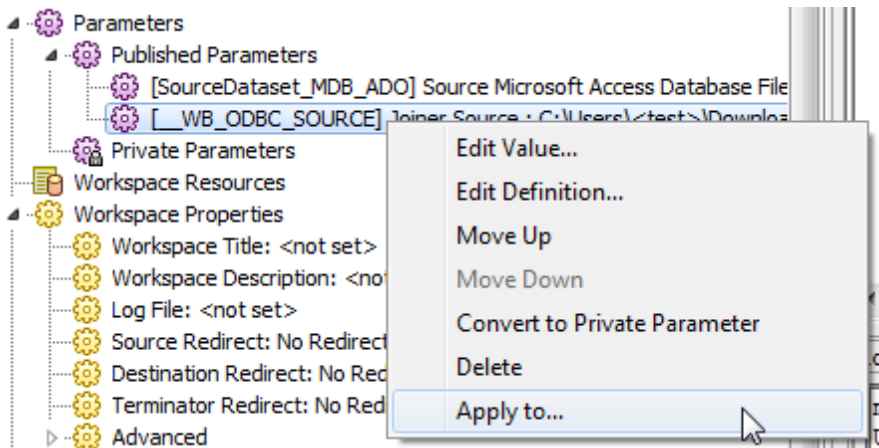 Parameters
Published Parameters
[SourceDataset_MDB_ADO] Source Microsoft Access Database File
[__WB_ODBC_SOURCE] Joiner Source : C:\Users\<test>\Downloa
Private Parameters
Workspace Resources
Workspace Properties
Workspace Title: <not set>
Workspace Description: <no
Log File: <not set>
Source Redirect: No Redirect
Destination Redirect: No Red
Terminator Redirect: No Red
Advanced
Edit Value...
Edit Definition...
Move Up
Move Down
Convert to Private Parameter
Delete
Apply to...